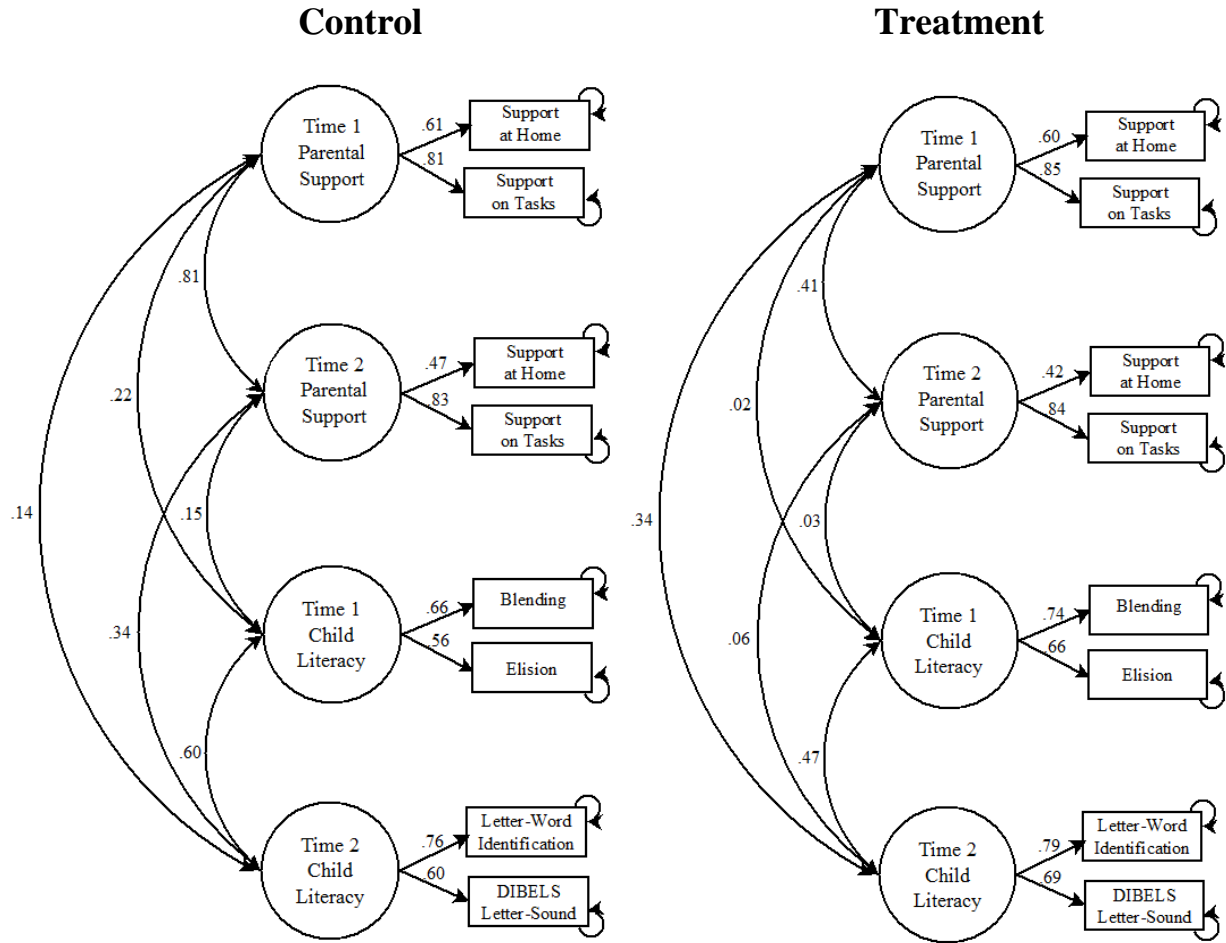 Control
Time 1
Parental
Support
.61
.81
Support
at Home
Support
on Tasks
.81
Time 2
Parental
Support
.47
.83
Support
at Home
Support
on Tasks
.22
.14
.15
.34
Time 1
Child
Literacy
.66
.56
Blending
Elision
.60
Time 2
Child
Literacy
.76
.60
Letter-Word
Identification
DIBELS
Letter-Sound
Treatment
Time 1
Parental
Support
.60
.85
Support
at Home
Support
on Tasks
.41
Time 2
Parental
Support
.42
.84
Support
at Home
Support
on Tasks
.02
.34
.03
.06
Time 1
Child
Literacy
.74
.66
Blending
Elision
.47
Time 2
Child
Literacy
.79
.69
Letter-Word
Identification
DIBELS
Letter-Sound